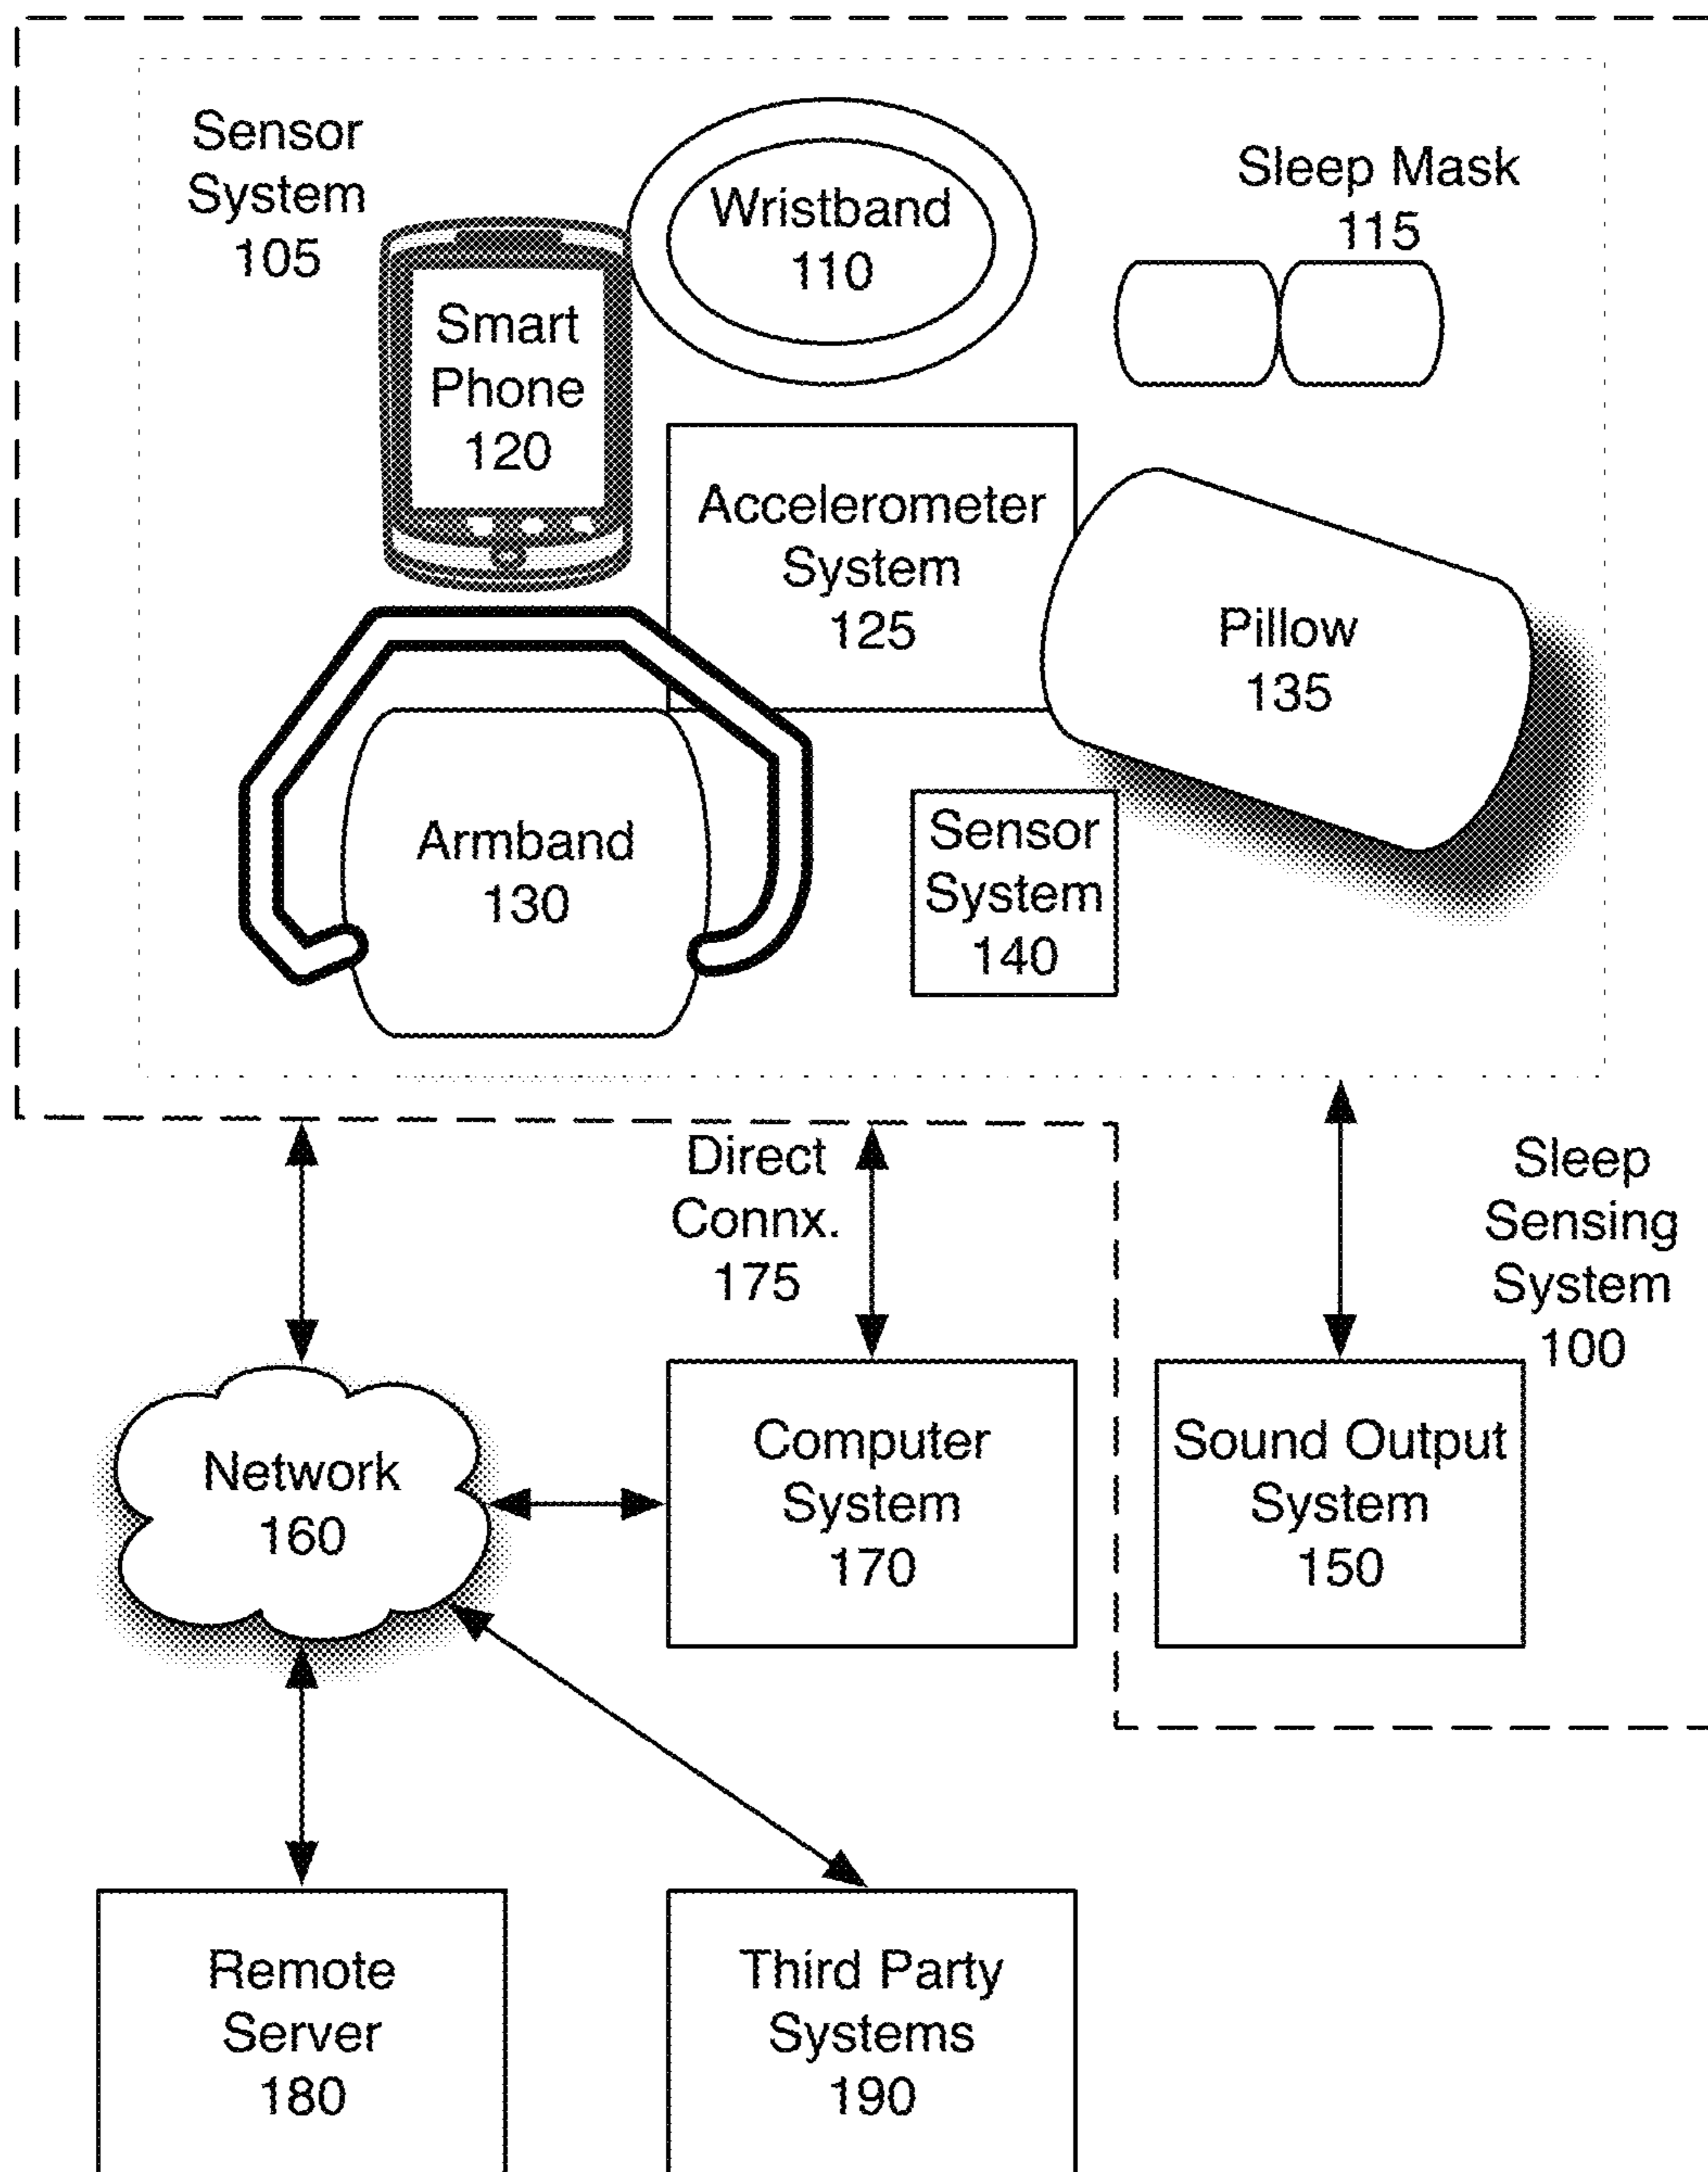 Sensor
System
105
Wristband
110
Sleep Mask
115
Smart
Phone
120
Accelerometer
System
125
Pillow
135
Armband
130
Sensor
System
140
Direct
Connx.
175
Sleep
Sensing
System
100
Network
160
Computer
System
170
Sound Output
System
150
Remote
Server
180
Third Party
Systems
190